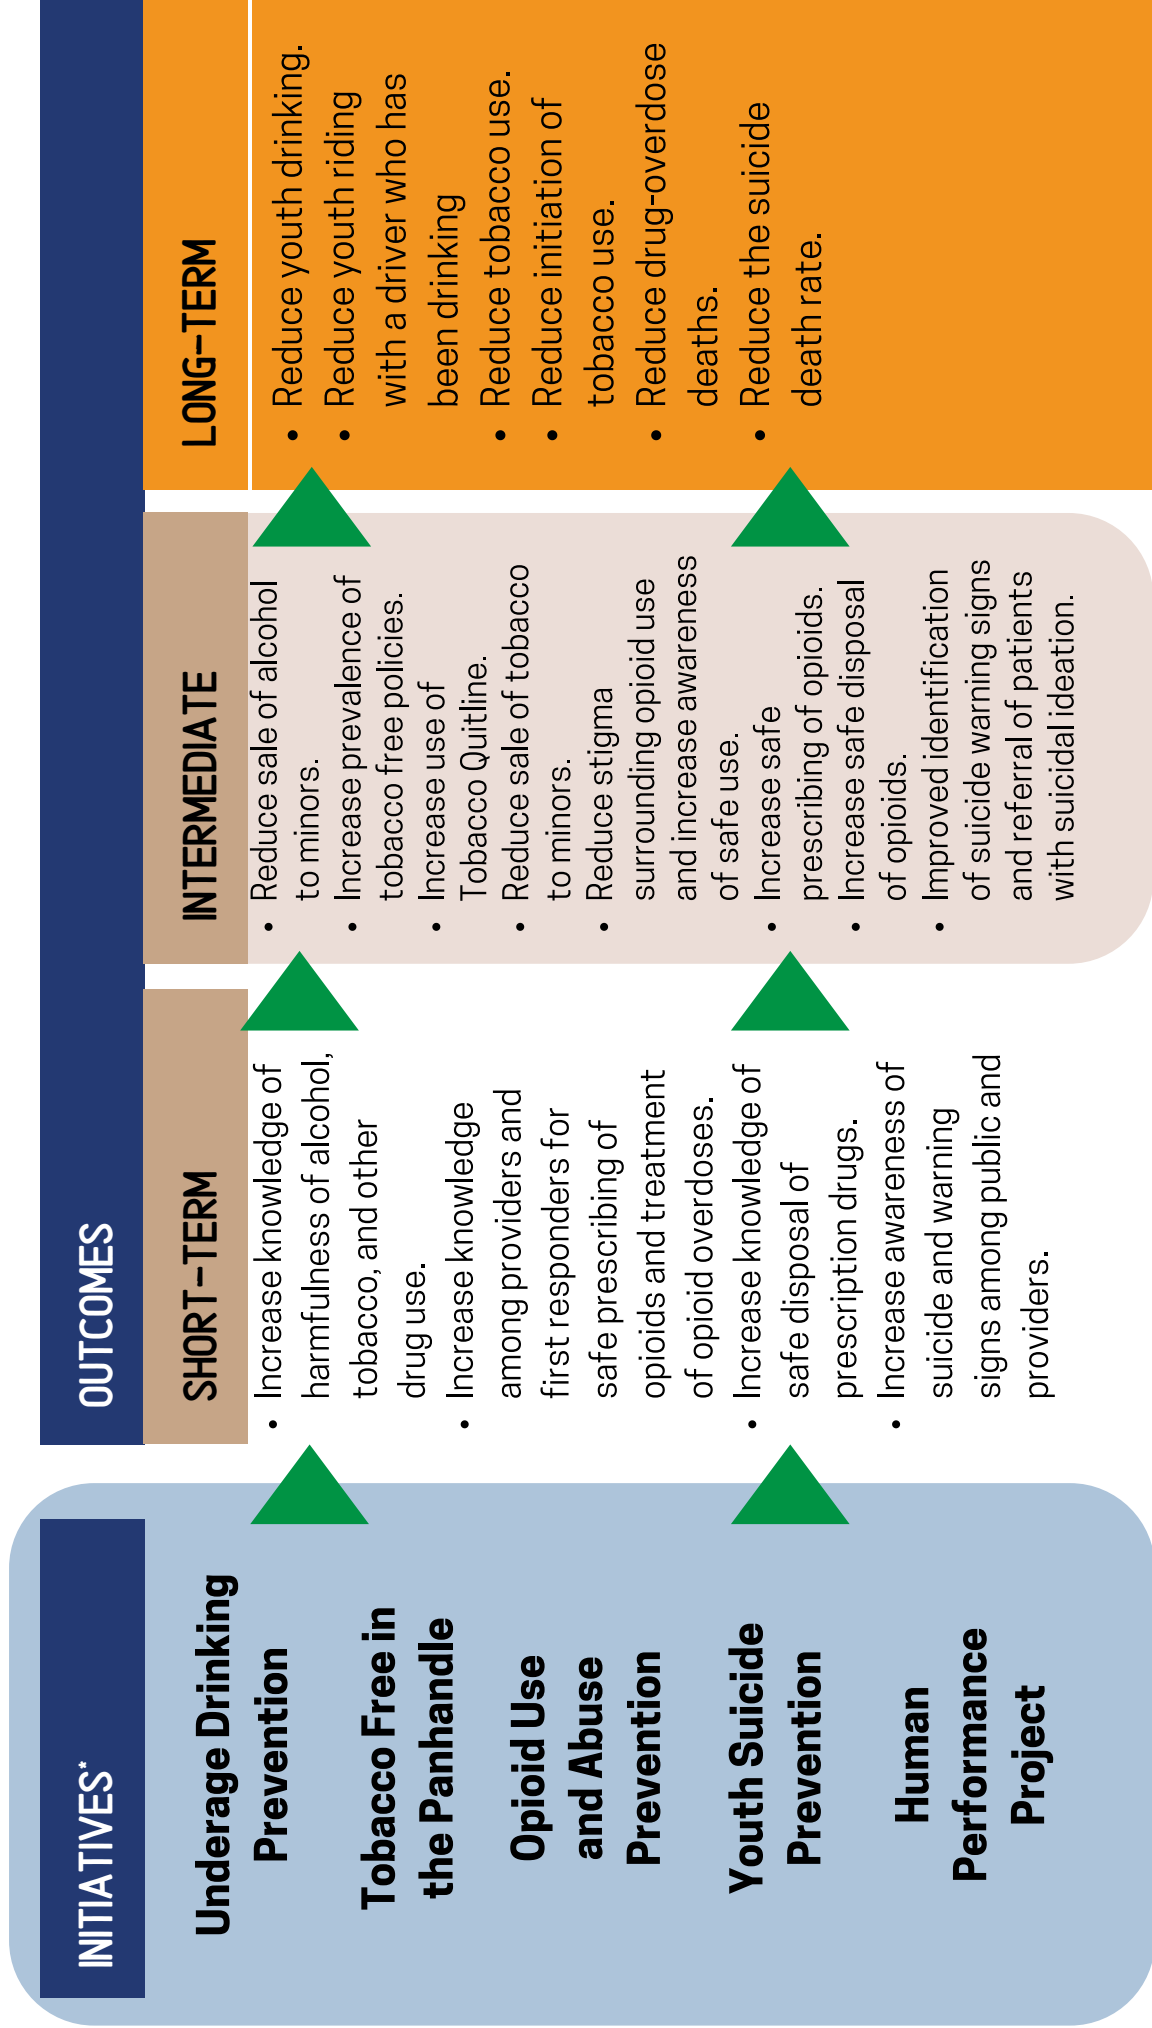 INITIATIVES*
Underage Drinking
Prevention
Tobacco Free in
the Panhandle
Opioid Use
and Abuse
Prevention
Youth Suicide
Prevention
Human
Performance
Project
OUTCOMES
SHORT-TERM
• Increase knowledge of
harmfulness of alcohol,
tobacco, and other
drug use.
• Increase knowledge
among providers and
first responders for
safe prescribing of
opioids and treatment
of opioid overdoses.
• Increase knowledge of
safe disposal of
prescription drugs.
• Increase awareness of
suicide and warning
signs among public and
providers.
INTERMEDIATE
• Reduce sale of alcohol
to minors.
• Increase prevalence of
tobacco free policies.
• Increase use of
Tobacco Quitline.
• Reduce sale of tobacco
to minors.
• Reduce stigma
surrounding opioid use
and increase awareness
of safe use.
• Increase safe
prescribing of opioids.
• Increase safe disposal
of opioids.
• Improved identification
of suicide warning signs
and referral of patients
with suicidal ideation.
LONG-TERM
• Reduce youth drinking.
• Reduce youth riding
with a driver who has
been drinking
• Reduce tobacco use.
• Reduce initiation of
tobacco use.
• Reduce drug-overdose
deaths.
• Reduce the suicide
death rate.